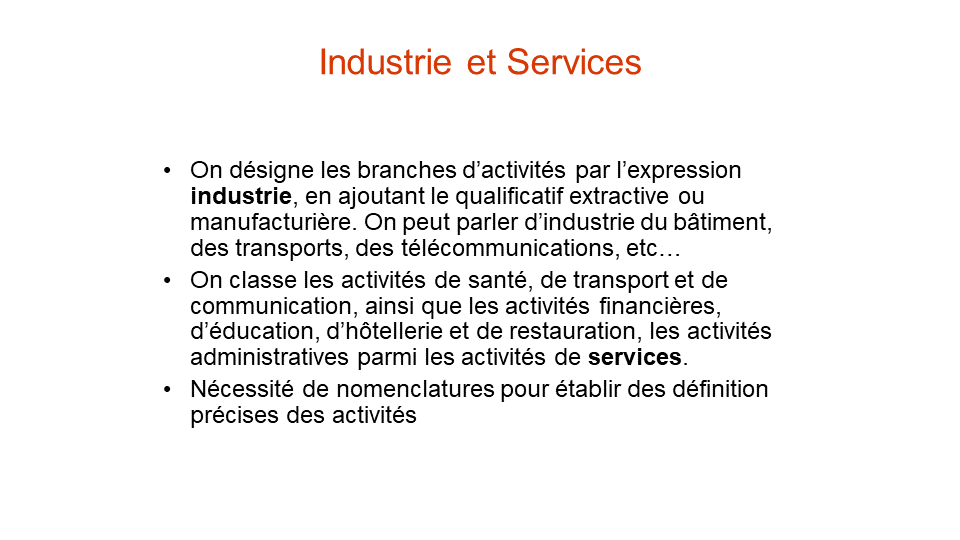 Industrie et Services
• On désigne les branches d’activités par l’expression
industrie, en ajoutant le qualificatif extractive ou
manufacturière. On peut parler d’industrie du bâtiment,
des transports, des télécommunications, etc…
• On classe les activités de santé, de transport et de
communication, ainsi que les activités financières,
d’éducation, d’hôtellerie et de restauration, les activités
administratives parmi les activités de services.
• Nécessité de nomenclatures pour établir des définition
précises des activités